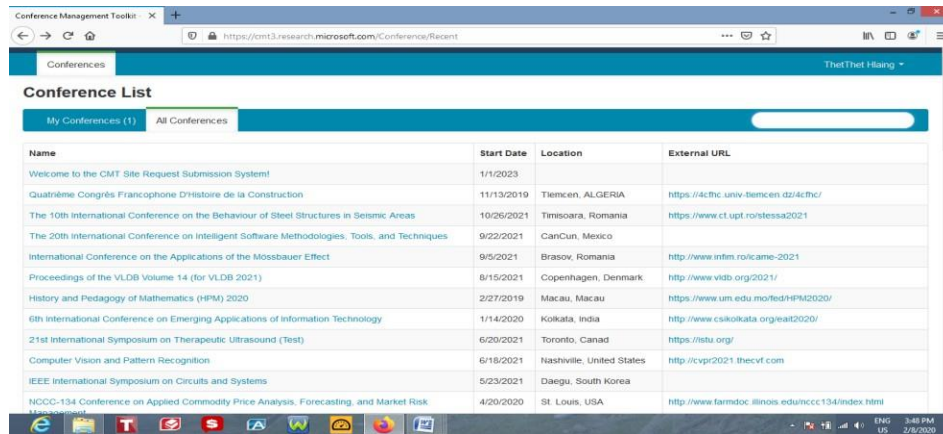 Conference Management Toolkit -
https://cmt3.research.microsoft.com/Conference/Recent
Conferences
ThetThet Hlaing
Conference List
My Conferences (1) All Conferences
Name Start Date Location External URL
Welcome to the CMT Site Request Submission System! 1/1/2023
Quatrième Congrès Francophone D'Histoire de la Construction 11/13/2019 Tlemcen, ALGERIA https://4cfhc.univ-tlemcen.dz/4cfhc/
The 10th International Conference on the Behaviour of Steel Structures in Seismic Areas 10/26/2021 Timisoara, Romania https://www.ct.upt.ro/stessa2021
The 20th International Conference on Intelligent Software Methodologies, Tools, and Techniques 9/22/2021 CanCun, Mexico
International Conference on the Applications of the Mössbauer Effect 9/5/2021 Brasov, Romania http://www.infim.ro/icame-2021
Proceedings of the VLDB Volume 14 (for VLDB 2021) 8/15/2021 Copenhagen, Denmark http://www.vldb.org/2021/
History and Pedagogy of Mathematics (HPM) 2020 2/27/2019 Macau, Macau https://www.um.edu.mo/fed/HPM2020/
6th International Conference on Emerging Applications of Information Technology 1/14/2020 Kolkata, India http://www.csikolkata.org/eait2020/
21st International Symposium on Therapeutic Ultrasound (Test) 6/20/2021 Toronto, Canad https://istu.org/
Computer Vision and Pattern Recognition 6/18/2021 Nashiville, United States http://cvpr2021.thecvf.com
IEEE International Symposium on Circuits and Systems 5/23/2021 Daegu, South Korea
NCCC-134 Conference on Applied Commodity Price Analysis, Forecasting, and Market Risk 4/20/2020 St. Louis, USA http://www.farmdoc.illinois.edu/nccc134/index.html
Management
ENG 3:48 PM
US 2/8/2020